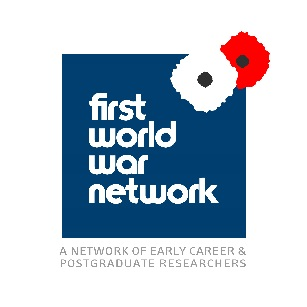 first
world
war
network
A NETWORK OF EARLY CAREER &
POSTGRADUATE RESEARCHERS